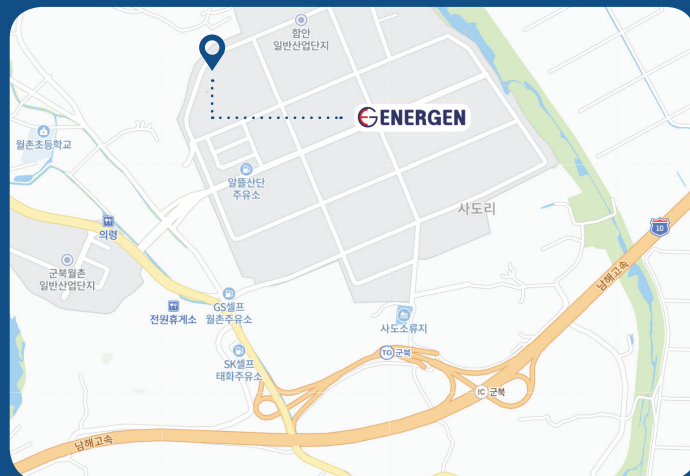 함안
일반산업단지
ENERGEN
월촌초등학교
알뜰산단
주유소
사도리
의령
10
군북월촌
일반산업단지
남해고속
GS셀프
월촌주유소
전원휴게소
사도소류지
TG 군북
SK셀프
태화주유소
IC 군북
남해고속